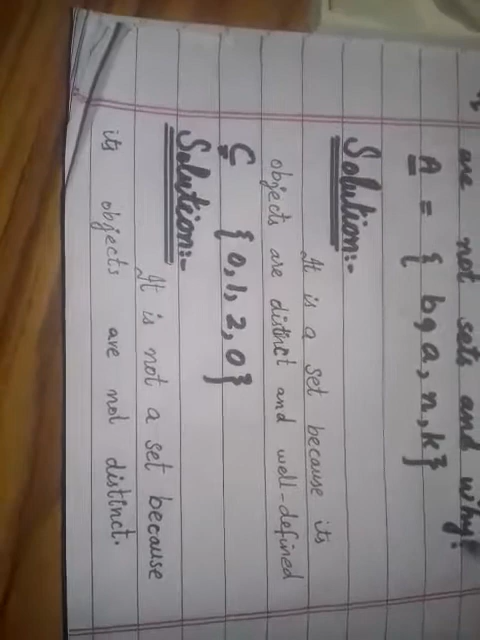 are not sets and why?
A = { b, a, n, k }
Solution:-
It is a set because its
objects are distinct and well-defined
C { 0, 1, 2, 0 }
Solution:-
It is not a set because
its objects are not distinct.